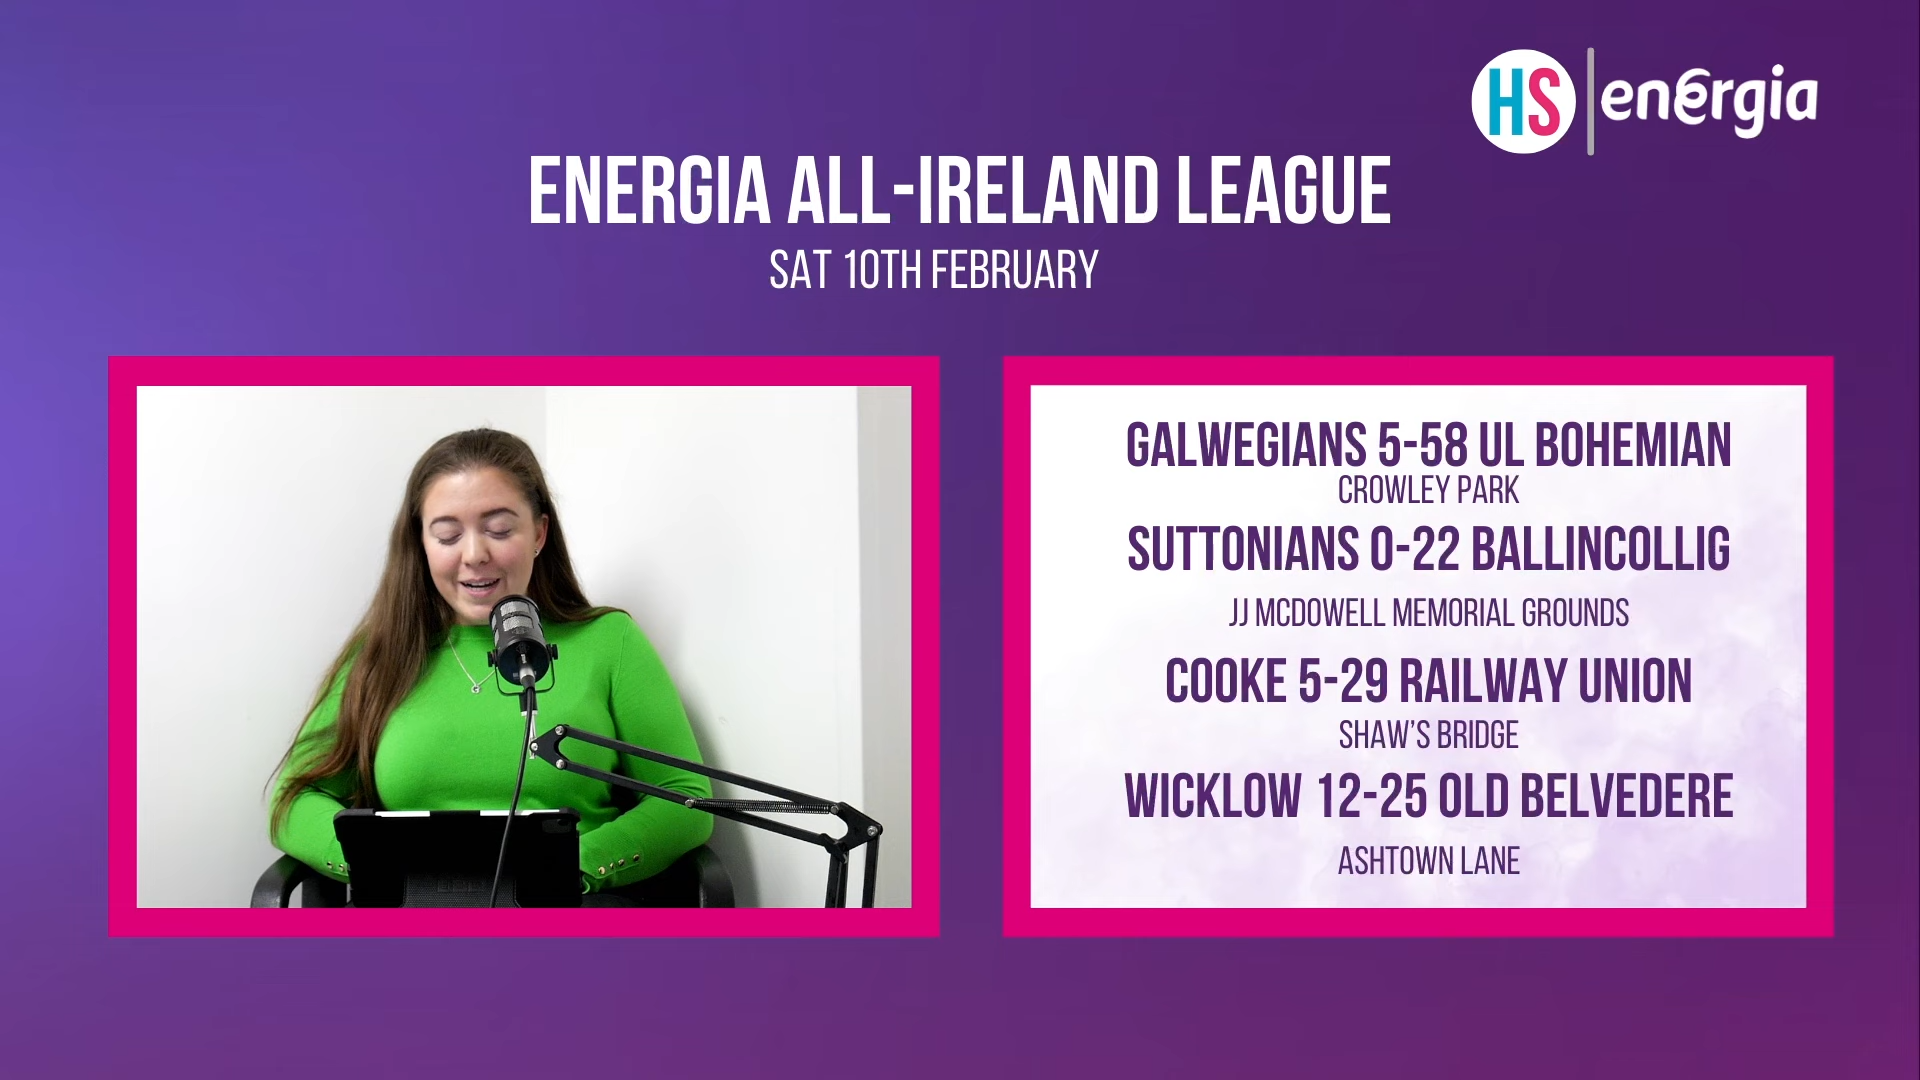 HS energia
ENERGIA ALL-IRELAND LEAGUE
SAT 10TH FEBRUARY
GALWEGIANS 5-58 UL BOHEMIAN
CROWLEY PARK
SUTTONIANS 0-22 BALLINCOLLIG
JJ MCDOWELL MEMORIAL GROUNDS
COOKE 5-29 RAILWAY UNION
SHAW'S BRIDGE
WICKLOW 12-25 OLD BELVEDERE
ASHTOWN LANE